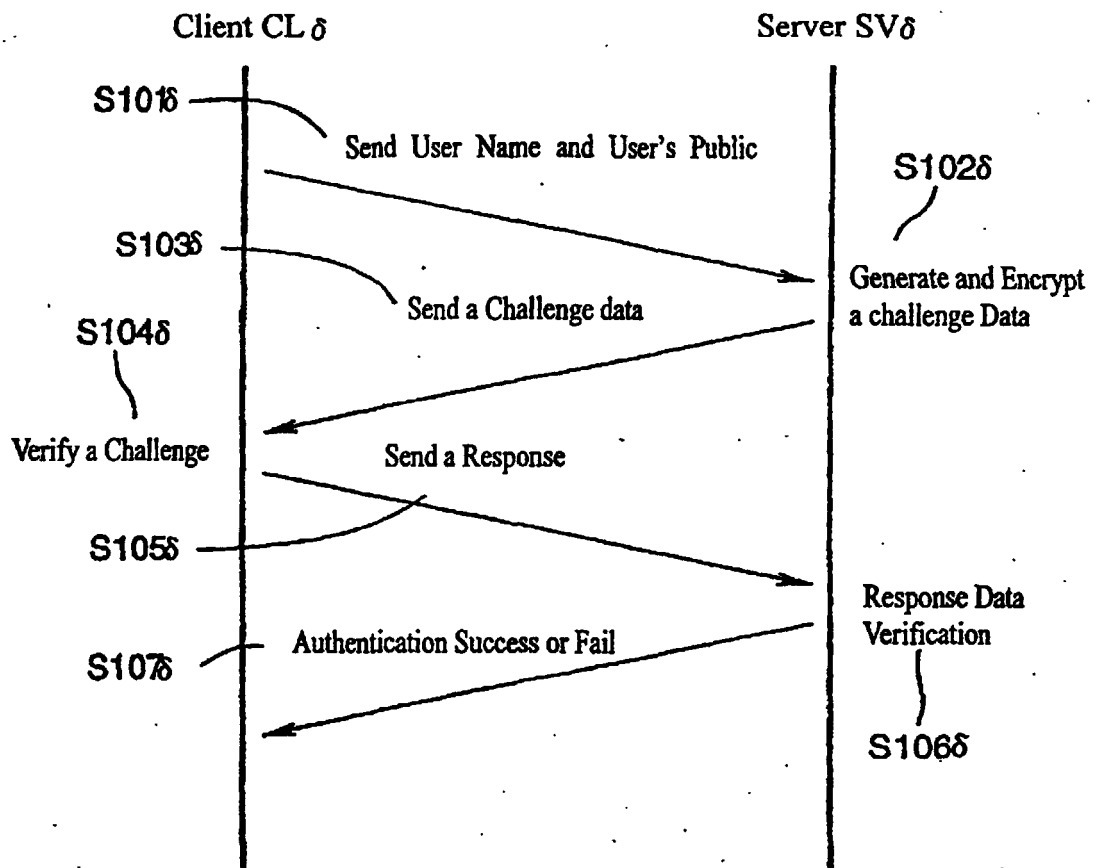 Client CL δ
Server SVδ
S101δ
Send User Name and User's Public
S102δ
S103δ
Generate and Encrypt
a challenge Data
Send a Challenge data
S104δ
Verify a Challenge
Send a Response
S105δ
Response Data
Verification
Authentication Success or Fail
S107δ
S106δ